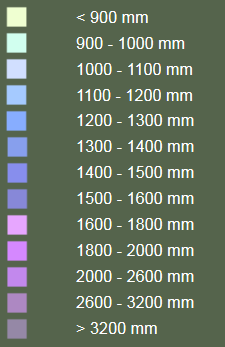 < 900 mm
900 - 1000 mm
1000 - 1100 mm
1100 - 1200 mm
1200 - 1300 mm
1300 - 1400 mm
1400 - 1500 mm
1500 - 1600 mm
1600 - 1800 mm
1800 - 2000 mm
2000 - 2600 mm
2600 - 3200 mm
> 3200 mm